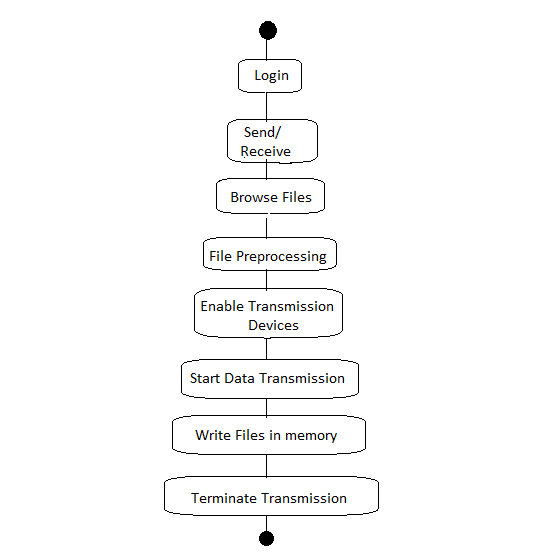 Login
Send/
Receive
Browse Files
File Preprocessing
Enable Transmission
Devices
Start Data Transmission
Write Files in memory
Terminate Transmission